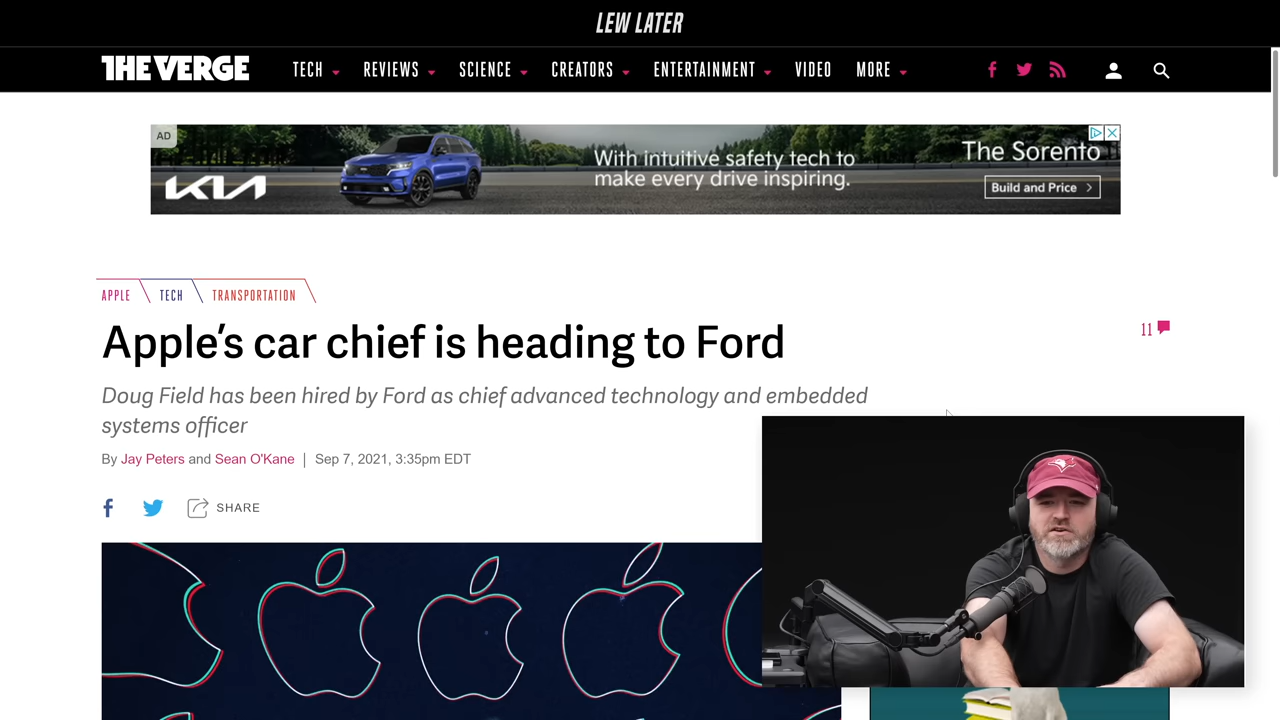 LEW LATER
THE VERGE TECH REVIEWS SCIENCE CREATORS ENTERTAINMENT VIDEO MORE
AD
With intuitive safety tech to
make every drive inspiring.
The Sorento
KIA
Build and Price
APPLE TECH TRANSPORTATION
Apple’s car chief is heading to Ford
11
Doug Field has been hired by Ford as chief advanced technology and embedded
systems officer
By Jay Peters and Sean O'Kane | Sep 7, 2021, 3:35pm EDT
SHARE